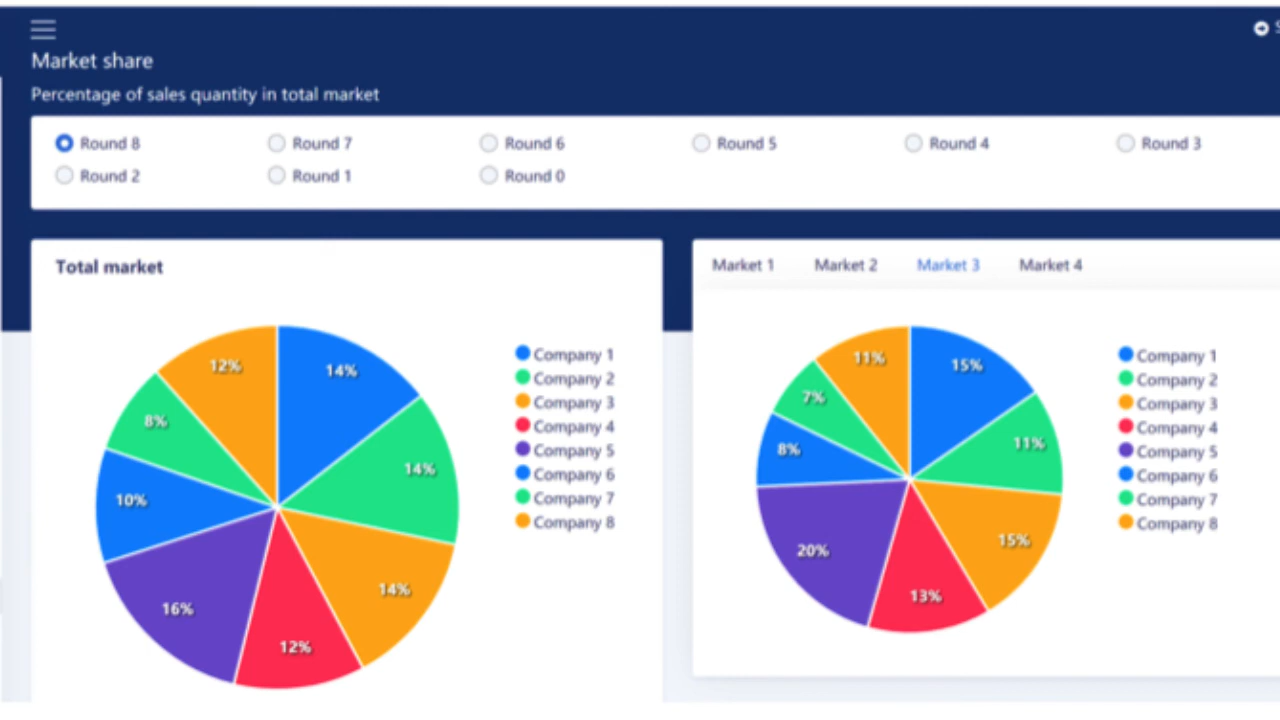 Market share
Percentage of sales quantity in total market
Round 8 Round 7 Round 6 Round 5 Round 4 Round 3
Round 2 Round 1 Round 0
Total market
12% 14%
8%
14%
10%
14%
16%
12%
Company 1
Company 2
Company 3
Company 4
Company 5
Company 6
Company 7
Company 8
Market 1 Market 2 Market 3 Market 4
11% 15%
7%
11%
8%
15%
20%
13%
Company 1
Company 2
Company 3
Company 4
Company 5
Company 6
Company 7
Company 8